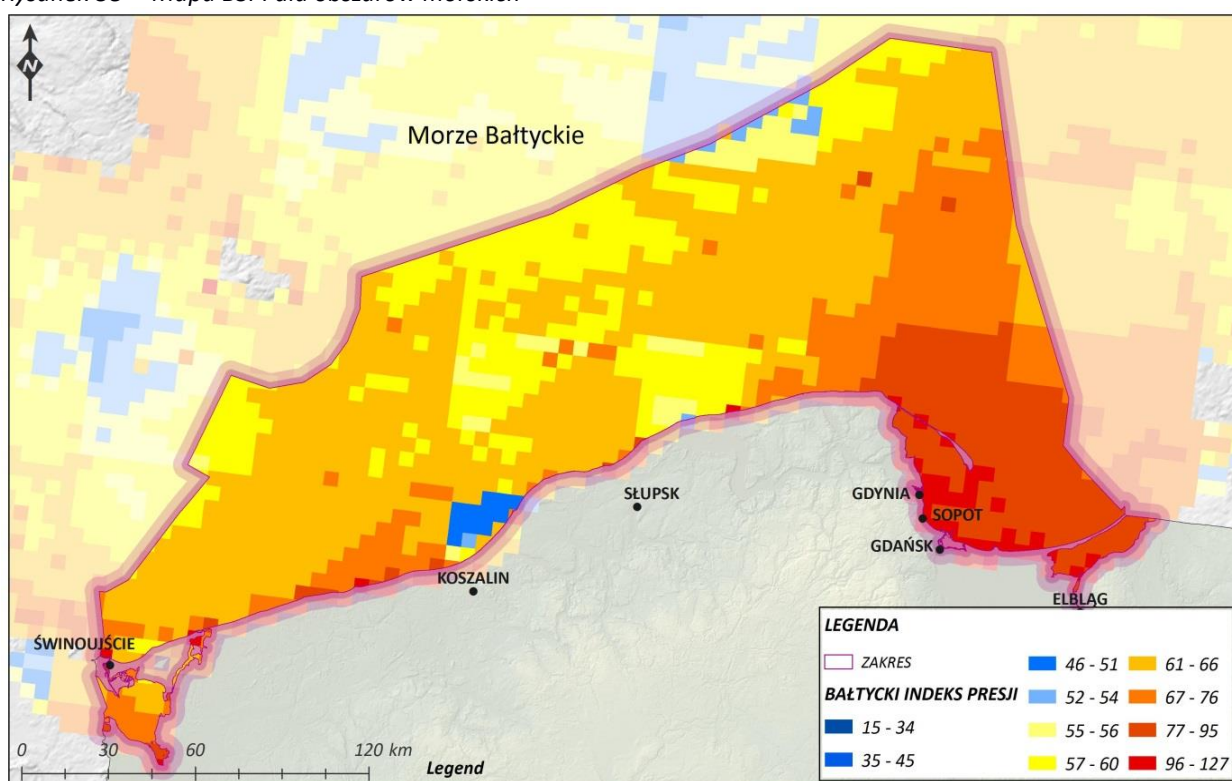 N
Morze Bałtyckie
SŁUPSK
GDYNIA
SOPOT
GDAŃSK
KOSZALIN
ELBLĄG
ŚWINOUJŚCIE
0 30 60 120 km
Legend
LEGENDA
ZAKRES
BAŁTYCKI INDEKS PRESJI
15 - 34
35 - 45
46 - 51
52 - 54
55 - 56
57 - 60
61 - 66
67 - 76
77 - 95
96 - 127